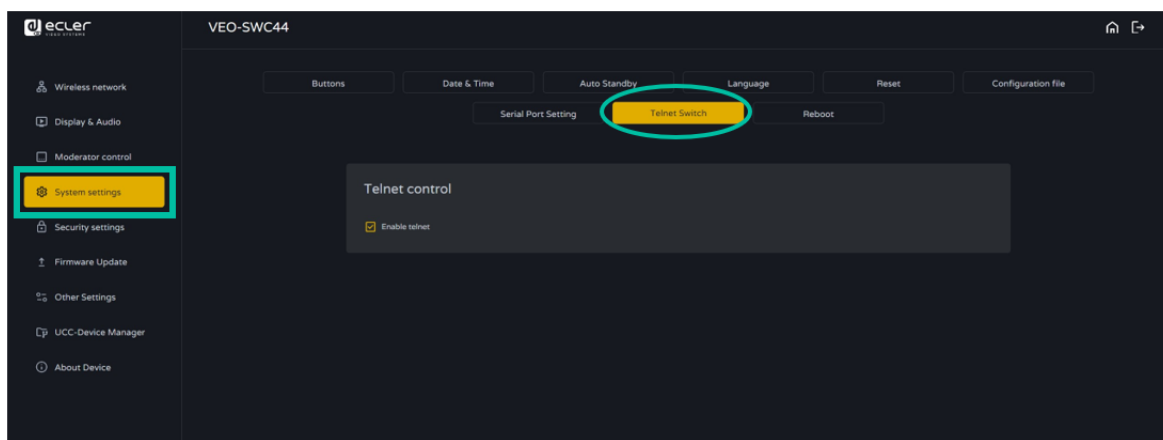 ecler
VIDEO SYSTEMS
VEO-SWC44
Wireless network
Display & Audio
Moderator control
System settings
Security settings
Firmware Update
Other Settings
UCC-Device Manager
About Device
Buttons
Date & Time
Auto Standby
Language
Reset
Configuration file
Serial Port Setting
Telnet Switch
Reboot
Telnet control
Enable telnet